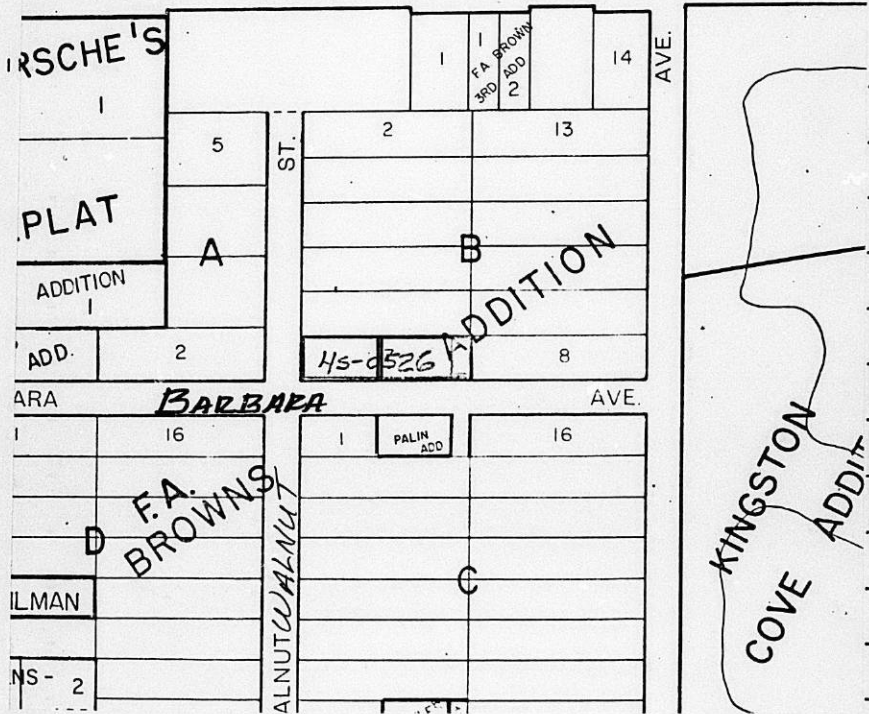 RSCHE'S
1
PLAT
ADDITION
1
ADD.
2
5
A
ST.
1
1
F.A. BROWN
3RD ADD
2
14
AVE.
2
13
B
ADDITION
4S-0326
8
ARA
BARBARA
AVE.
1
16
F.A.
BROWNS
D
ILMAN
NS- 2
ALNUT
WALNUT
1
PALIN
ADD
16
C
KINGSTON
COVE
ADDIT